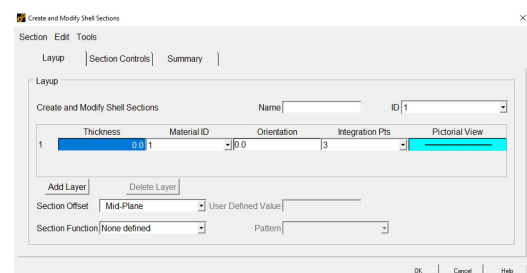 Create and Modify Shell Sections
Section Edit Tools
Layup Section Controls Summary
Layup
Create and Modify Shell Sections Name ID 1
Thickness Material ID Orientation Integration Pts Pictorial View
1 0.0 1 0.0 3
Add Layer Delete Layer
Section Offset Mid-Plane User Defined Value
Section Function None defined Pattern
OK Cancel Help